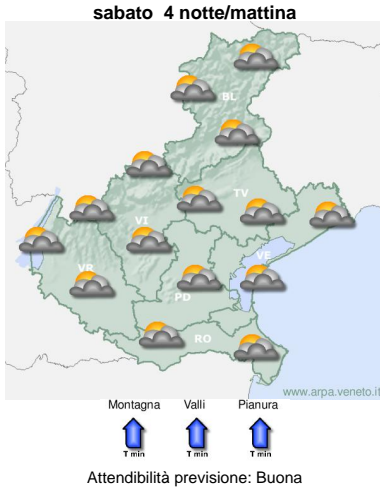 sabato 4 notte/mattina
BL
TV
VI
VE
VR
PD
RO
www.arpa.veneto.it
Montagna Valli Pianura
T min T min T min
Attendibilità previsione: Buona